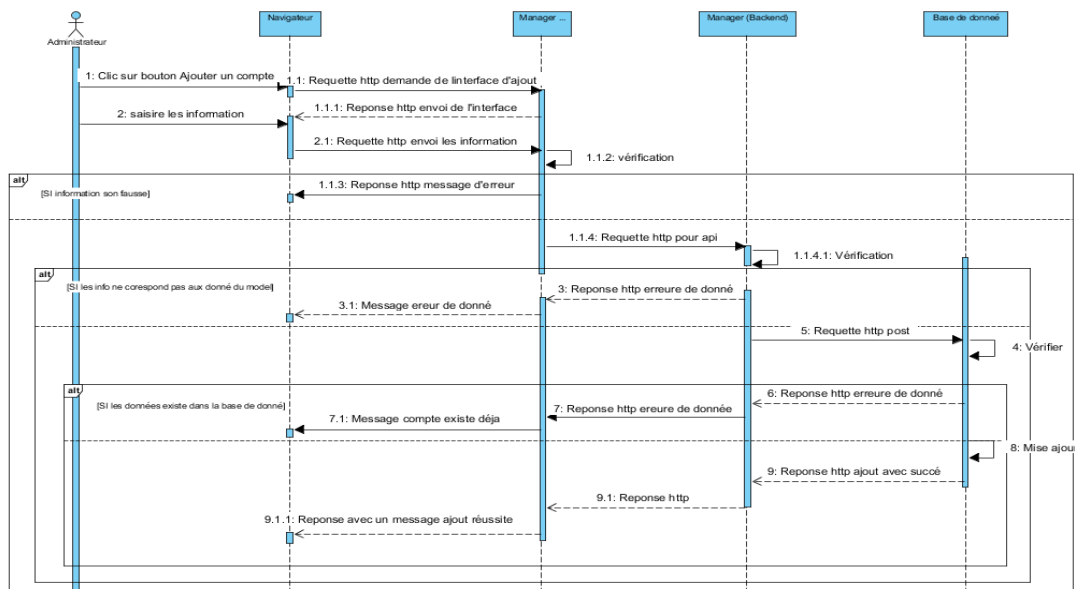 Administrateur
Navigateur
Manager ...
Manager (Backend)
Base de donneé
1: Clic sur bouton Ajouter un compte
1.1: Requette http demande de linterface d'ajout
1.1.1: Reponse http envoi de l'interface
2: saisire les information
2.1: Requette http envoi les information
1.1.2: vérification
alt
[SI information son fausse]
1.1.3: Reponse http message d'erreur
1.1.4: Requette http pour api
1.1.4.1: Vérification
alt
[SI les info ne corespond pas aux donné du model]
3: Reponse http erreure de donné
3.1: Message ereur de donné
5: Requette http post
4: Vérifier
alt
[SI les données existe dans la base de donné]
6: Reponse http erreure de donné
7: Reponse http ereure de donnée
7.1: Message compte existe déja
8: Mise ajour
9: Reponse http ajout avec succé
9.1: Reponse http
9.1.1: Reponse avec un message ajout réussite